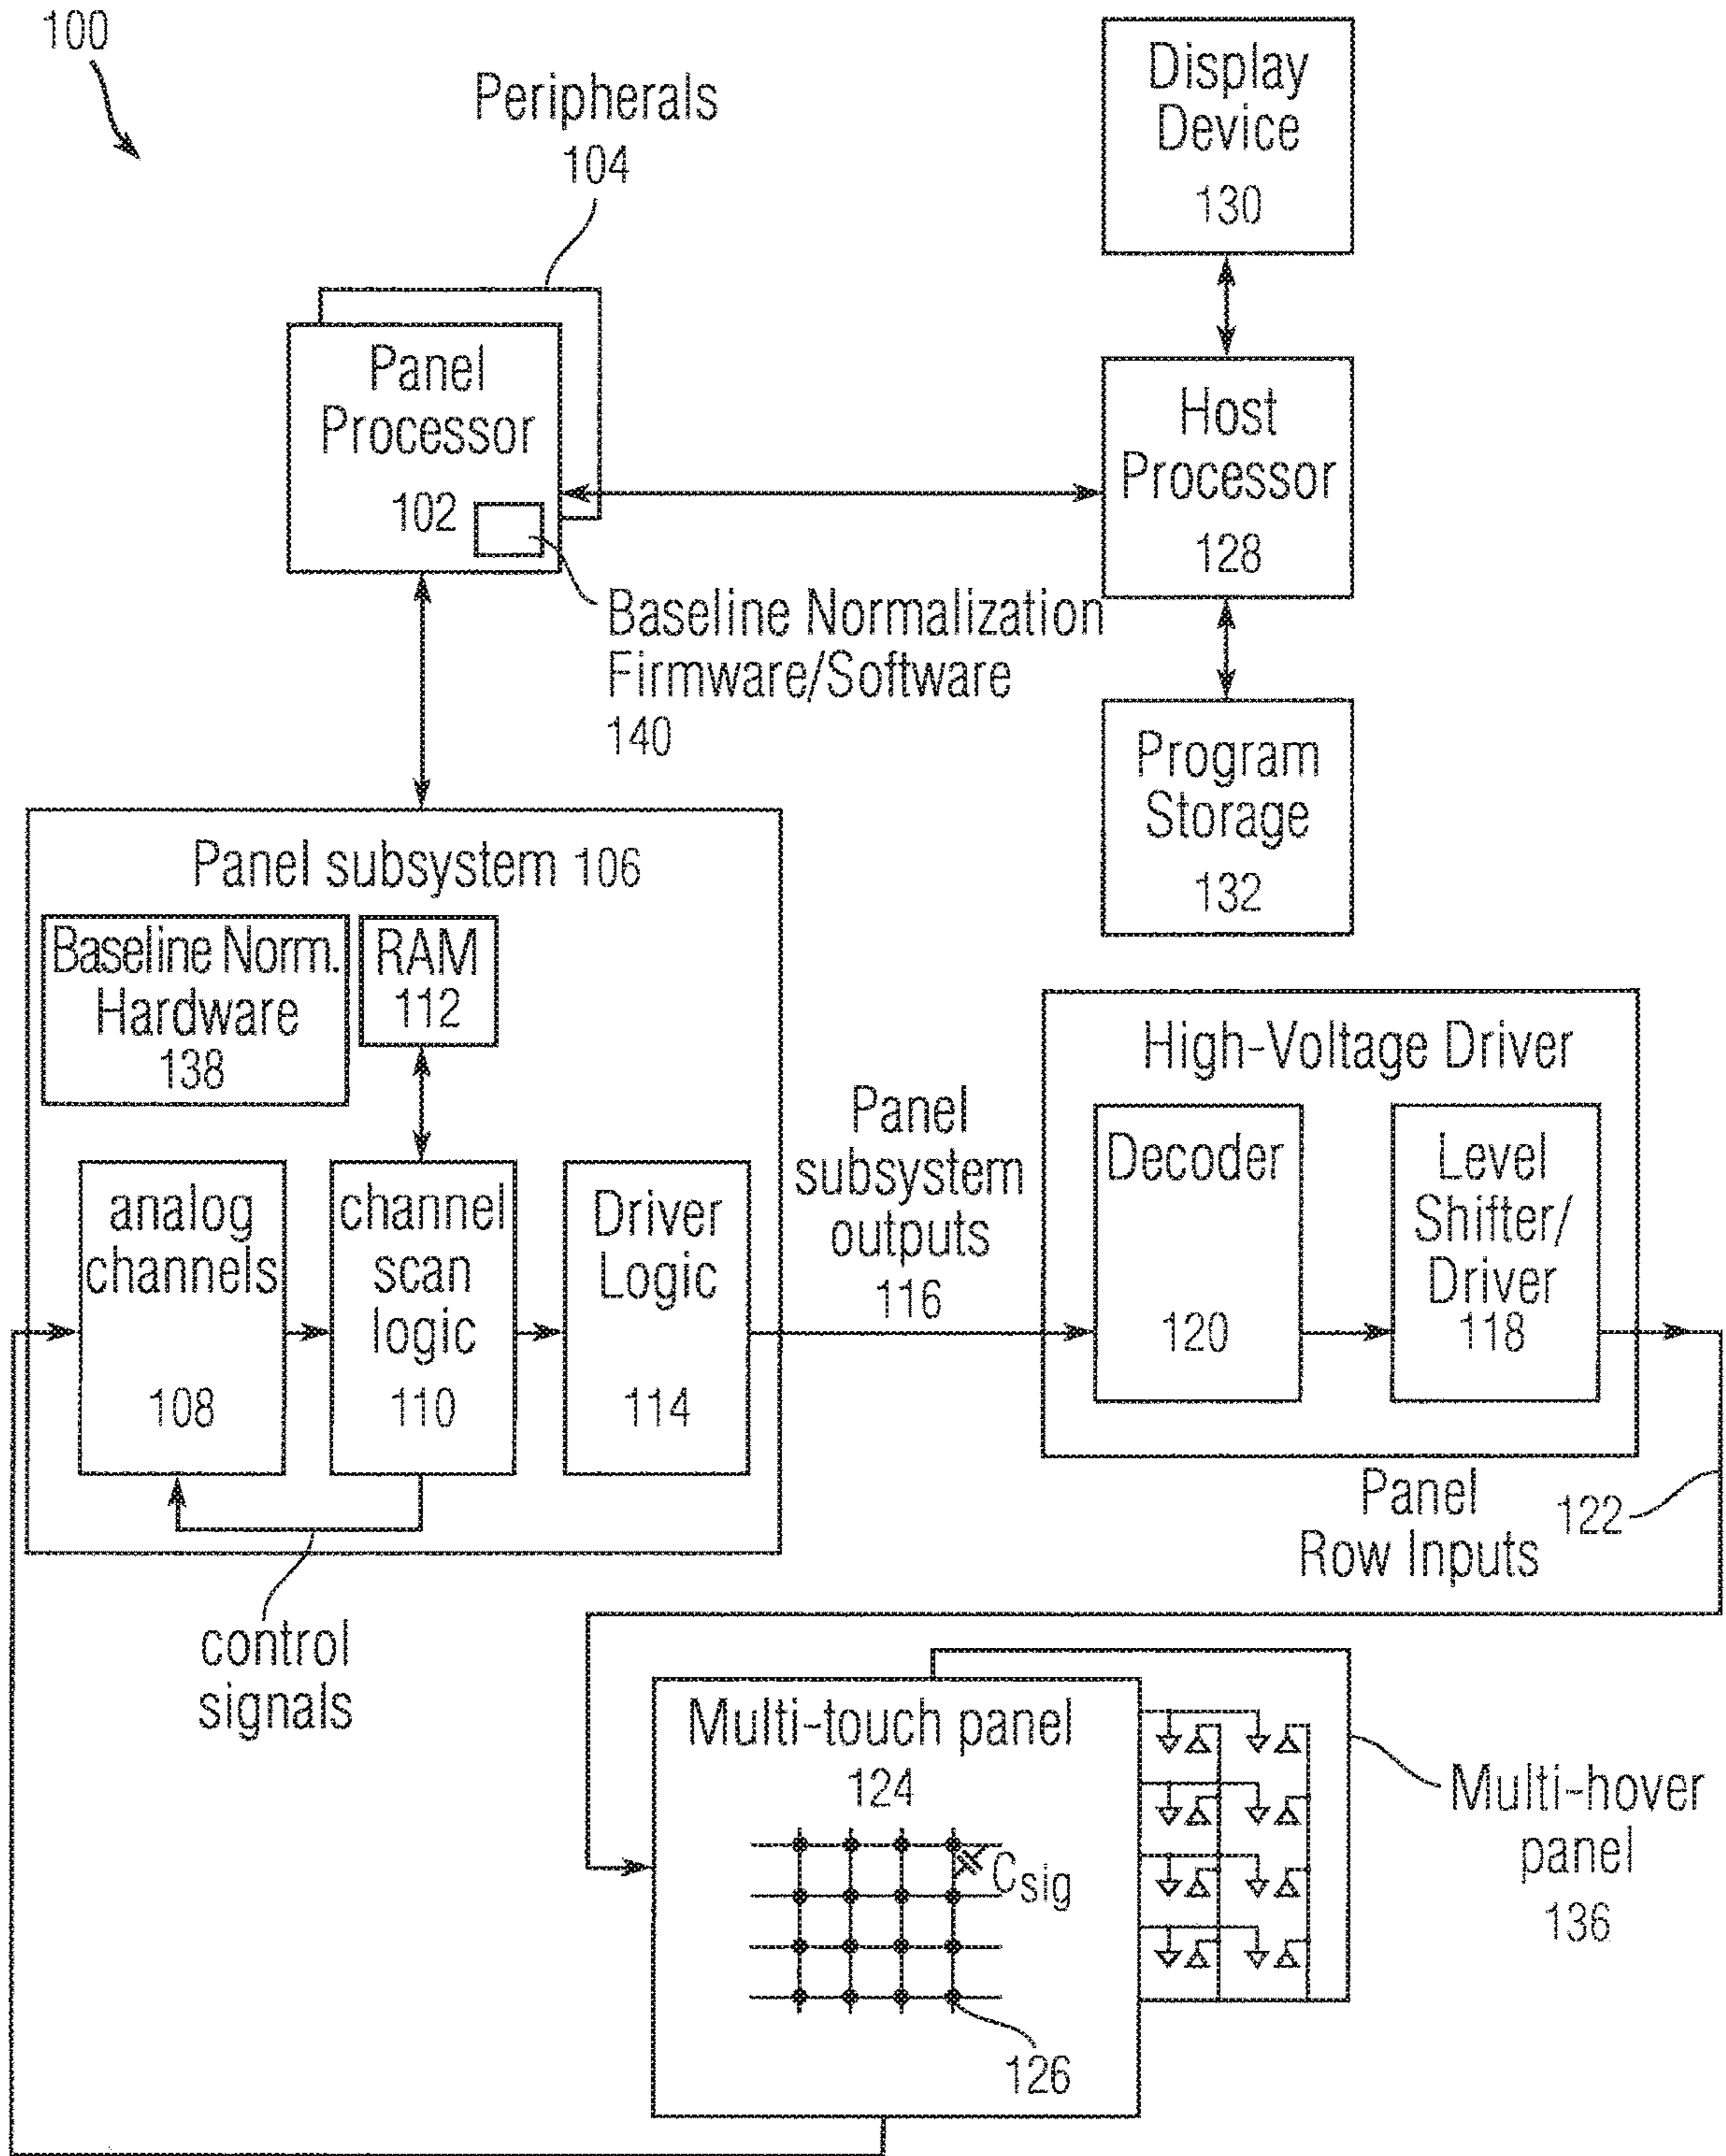 100
Peripherals
104
Display
Device
130
Panel
Processor
102
Host
Processor
128
Baseline Normalization
Firmware/Software
140
Program
Storage
132
Panel subsystem 106
Baseline Norm.
Hardware
138
RAM
112
analog
channels
108
channel
scan
logic
110
Driver
Logic
114
control
signals
Panel
subsystem
outputs
116
High-Voltage Driver
Decoder
120
Level
Shifter/
Driver
118
Panel
Row Inputs
122
Multi-touch panel
124
Csig
126
Multi-hover
panel
136